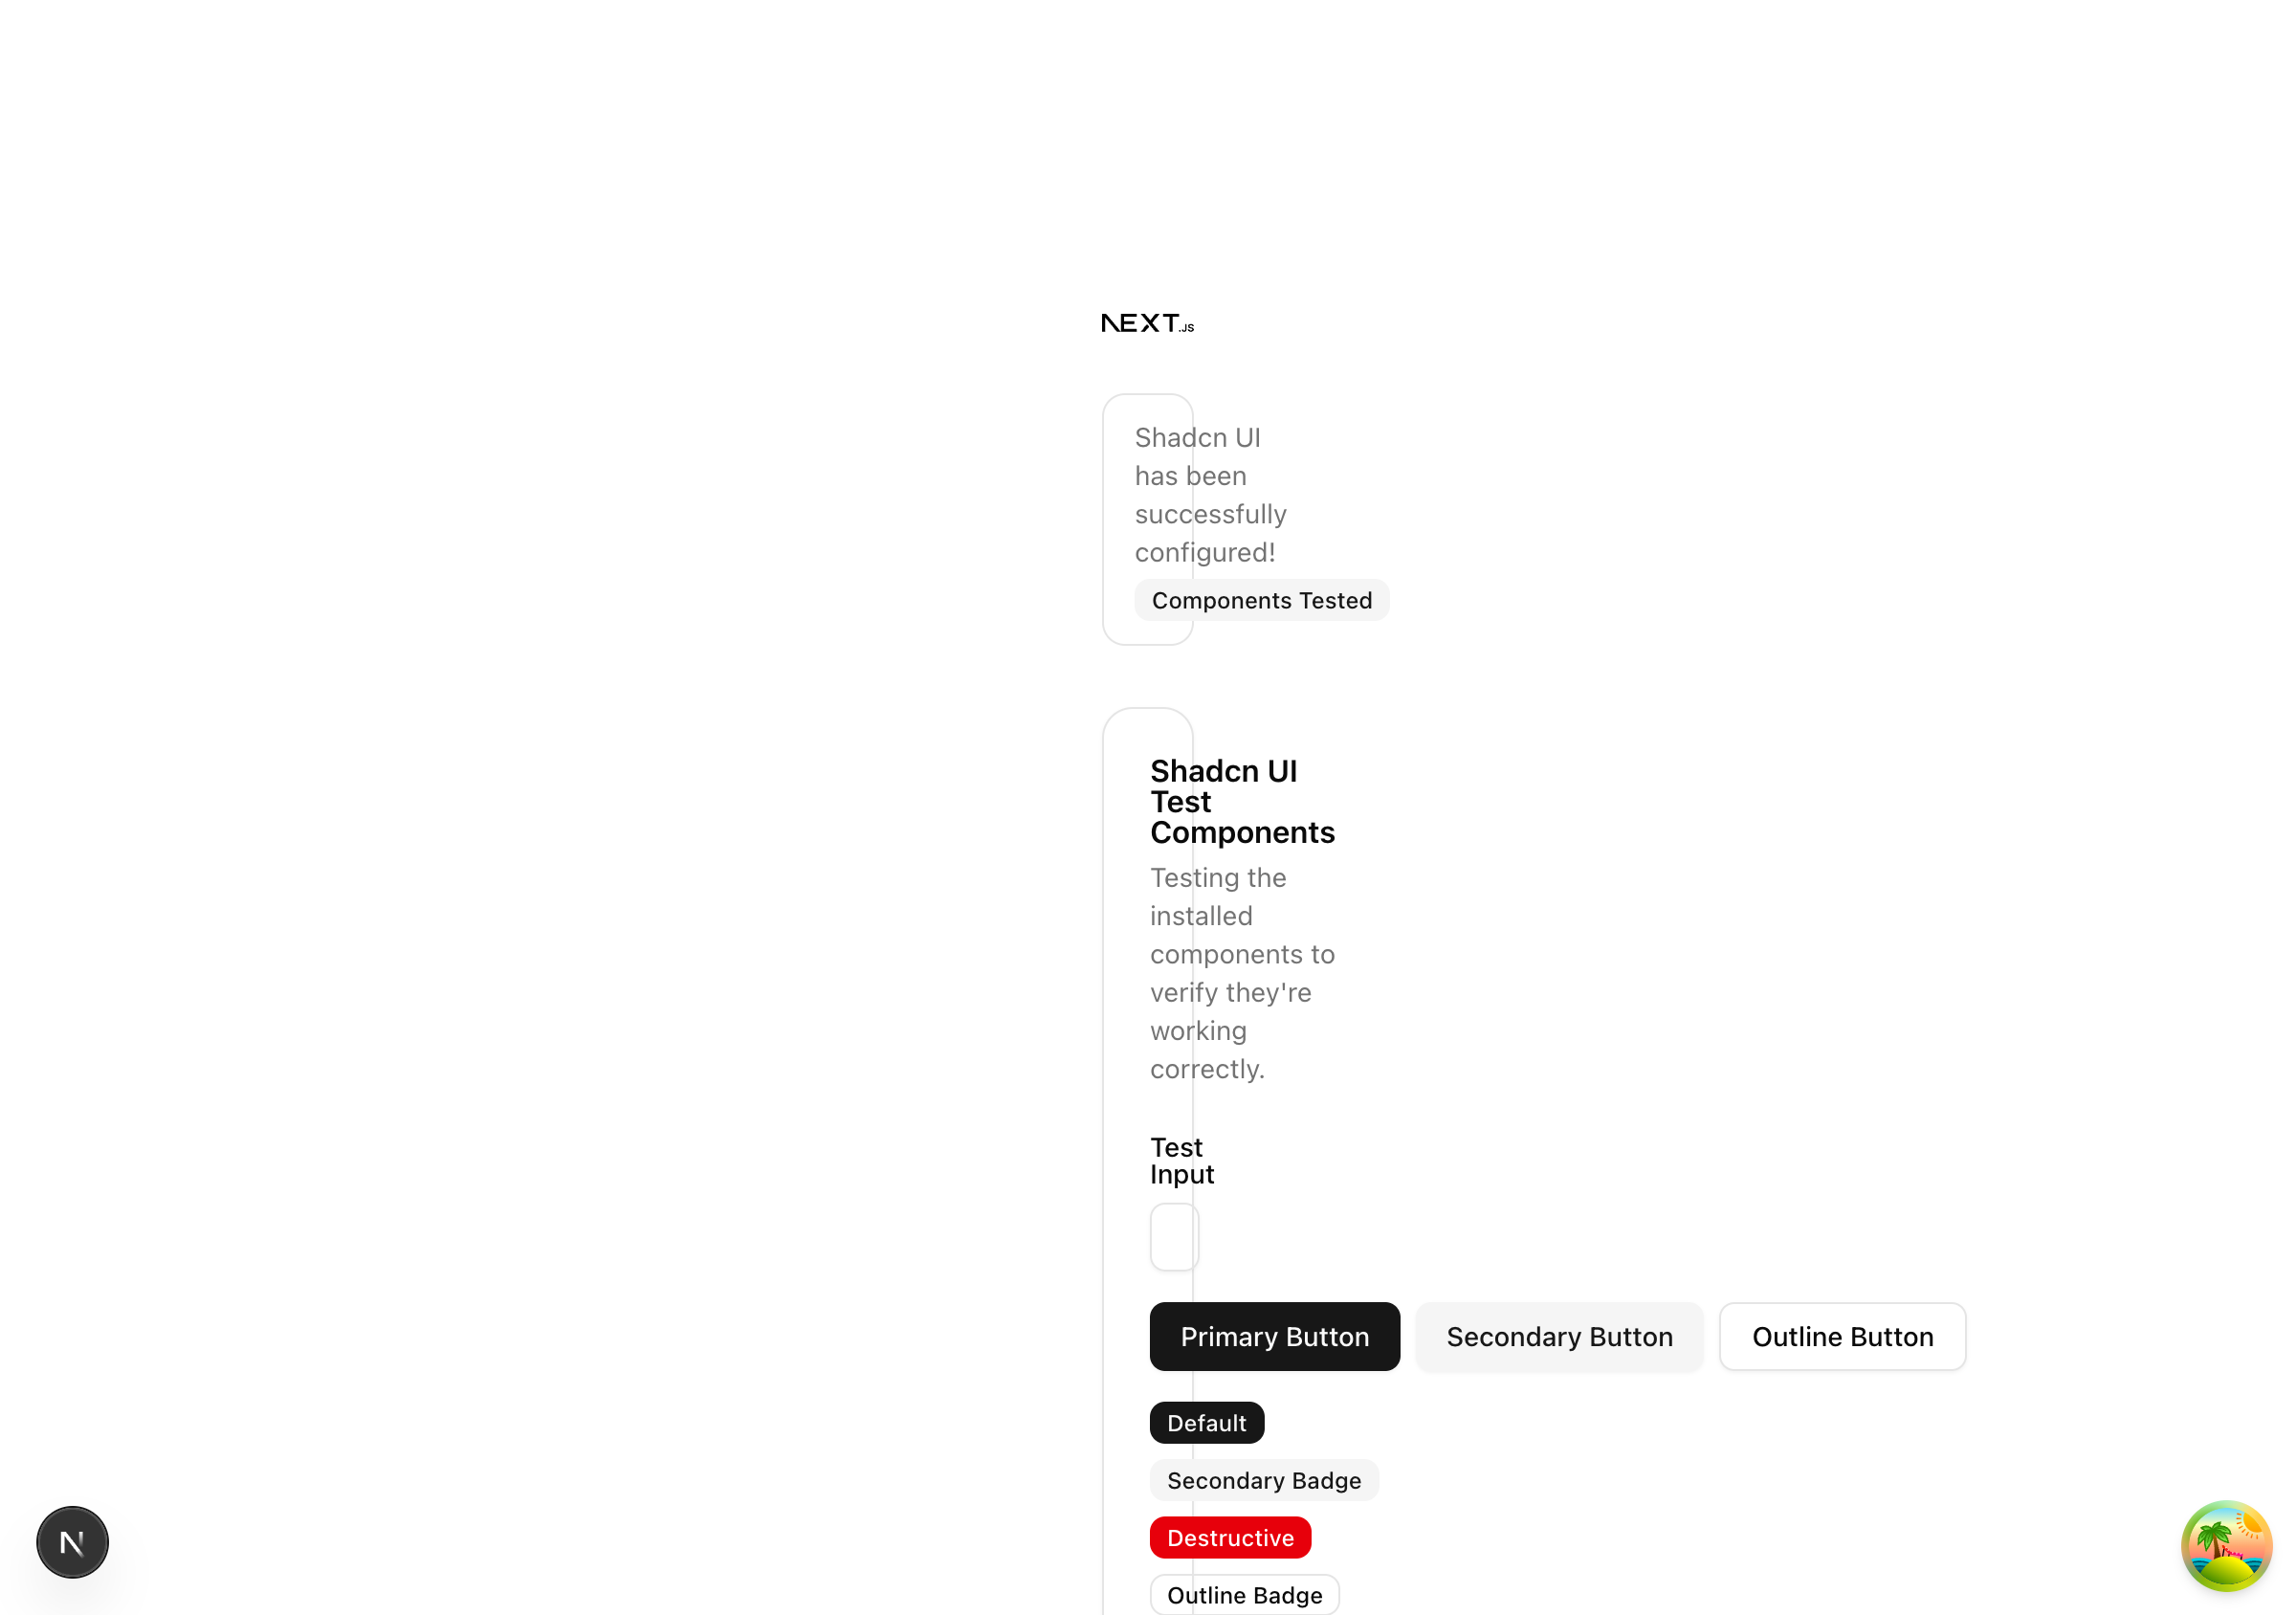 NEXT.JS
Shadcn UI
has been
successfully
configured!
Components Tested
Shadcn UI
Test
Components
Testing the
installed
components to
verify they're
working
correctly.
Test
Input
Primary Button
Secondary Button
Outline Button
Default
Secondary Badge
Destructive
Outline Badge
N